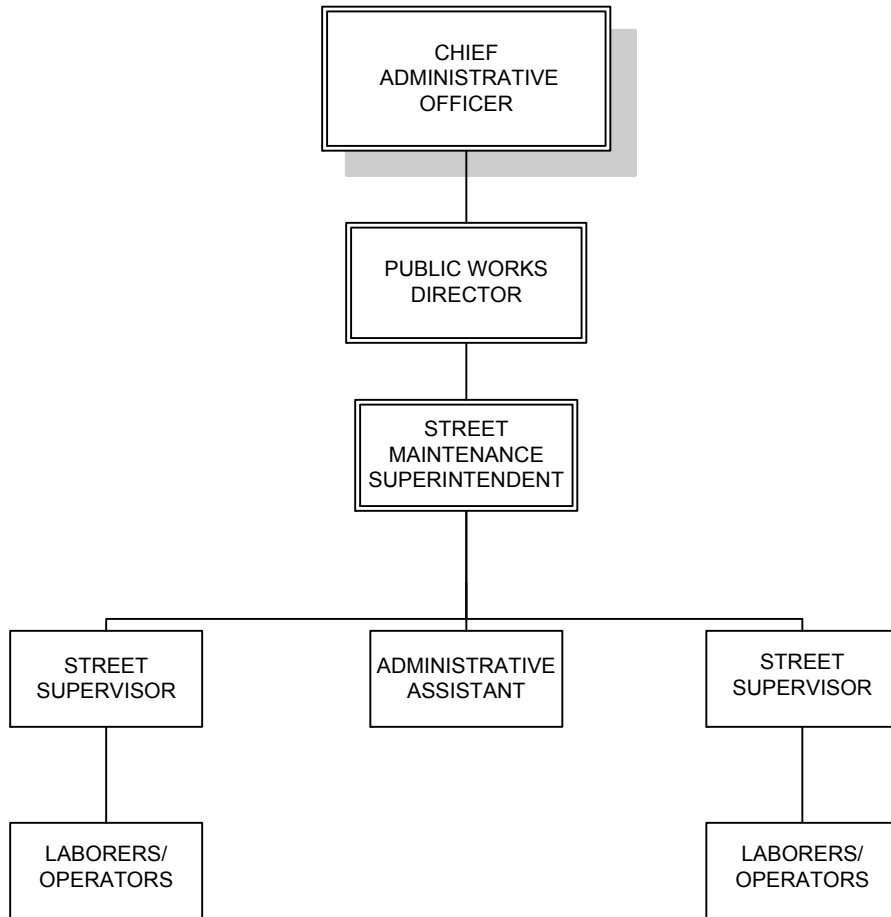 CHIEF
ADMINISTRATIVE
OFFICER
PUBLIC WORKS
DIRECTOR
STREET
MAINTENANCE
SUPERINTENDENT
STREET
SUPERVISOR
ADMINISTRATIVE
ASSISTANT
STREET
SUPERVISOR
LABORERS/
OPERATORS
LABORERS/
OPERATORS